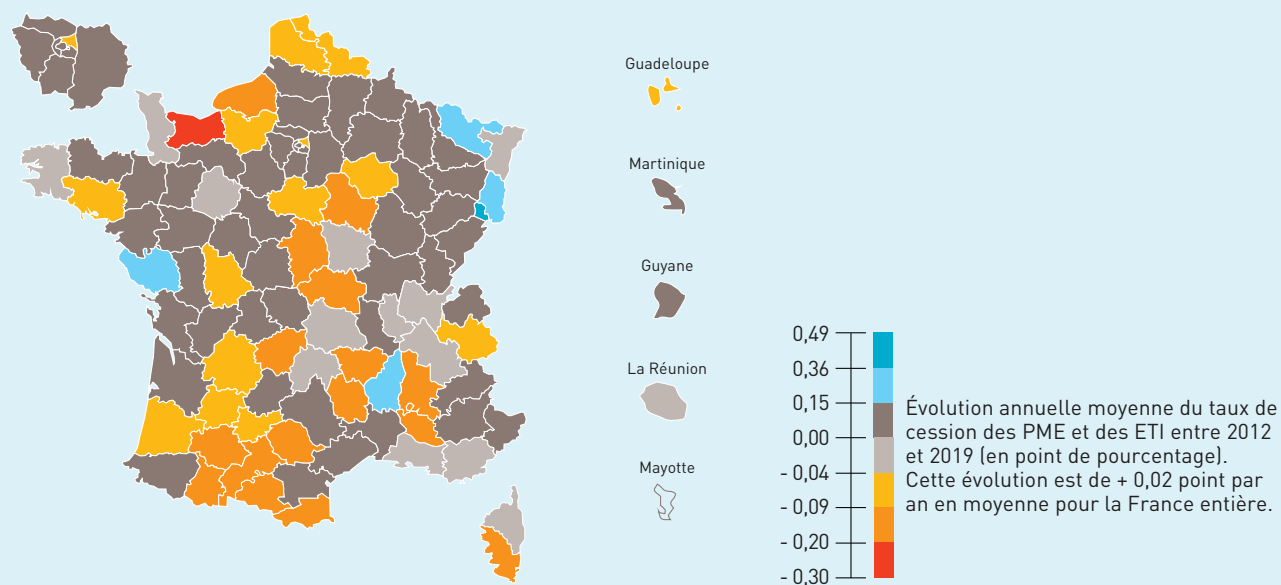 Guadeloupe
Martinique
Guyane
La Réunion
Mayotte
0,49
0,36
0,15
0,00
- 0,04
- 0,09
- 0,20
- 0,30
Évolution annuelle moyenne du taux de
cession des PME et des ETI entre 2012
et 2019 (en point de pourcentage).
Cette évolution est de + 0,02 point par
an en moyenne pour la France entière.